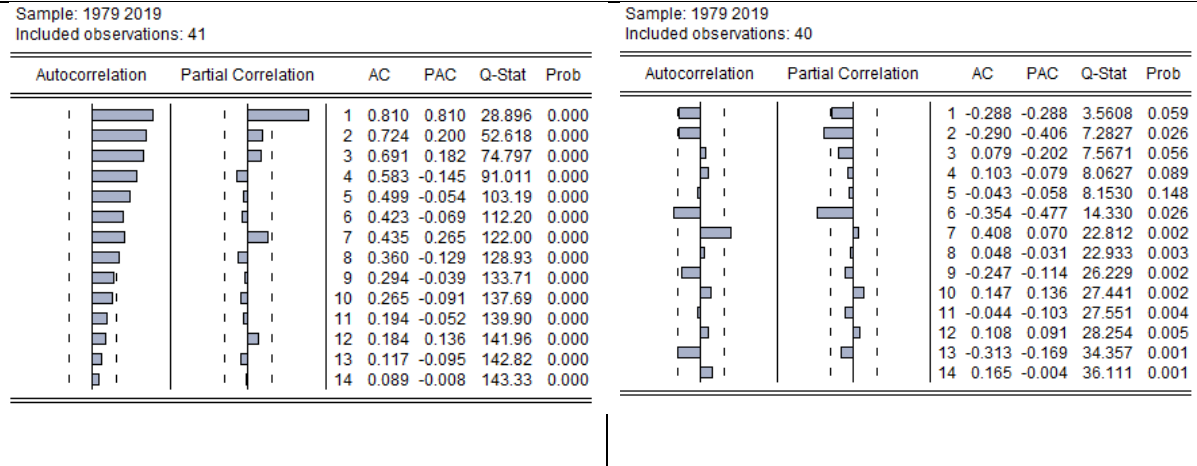 Sample: 1979 2019
Included observations: 41
Autocorrelation Partial Correlation AC PAC Q-Stat Prob
1 0.810 0.810 28.896 0.000
2 0.724 0.200 52.618 0.000
3 0.691 0.182 74.797 0.000
4 0.583 -0.145 91.011 0.000
5 0.499 -0.054 103.19 0.000
6 0.423 -0.069 112.20 0.000
7 0.435 0.265 122.00 0.000
8 0.360 -0.129 128.93 0.000
9 0.294 -0.039 133.71 0.000
10 0.265 -0.091 137.69 0.000
11 0.194 -0.052 139.90 0.000
12 0.184 0.136 141.96 0.000
13 0.117 -0.095 142.82 0.000
14 0.089 -0.008 143.33 0.000
Sample: 1979 2019
Included observations: 40
Autocorrelation Partial Correlation AC PAC Q-Stat Prob
1 -0.288 -0.288 3.5608 0.059
2 -0.290 -0.406 7.2827 0.026
3 0.079 -0.202 7.5671 0.056
4 0.103 -0.079 8.0627 0.089
5 -0.043 -0.058 8.1530 0.148
6 -0.354 -0.477 14.330 0.026
7 0.408 0.070 22.812 0.002
8 0.048 -0.031 22.933 0.003
9 -0.247 -0.114 26.229 0.002
10 0.147 0.136 27.441 0.002
11 -0.044 -0.103 27.551 0.004
12 0.108 0.091 28.254 0.005
13 -0.313 -0.169 34.357 0.001
14 0.165 -0.004 36.111 0.001